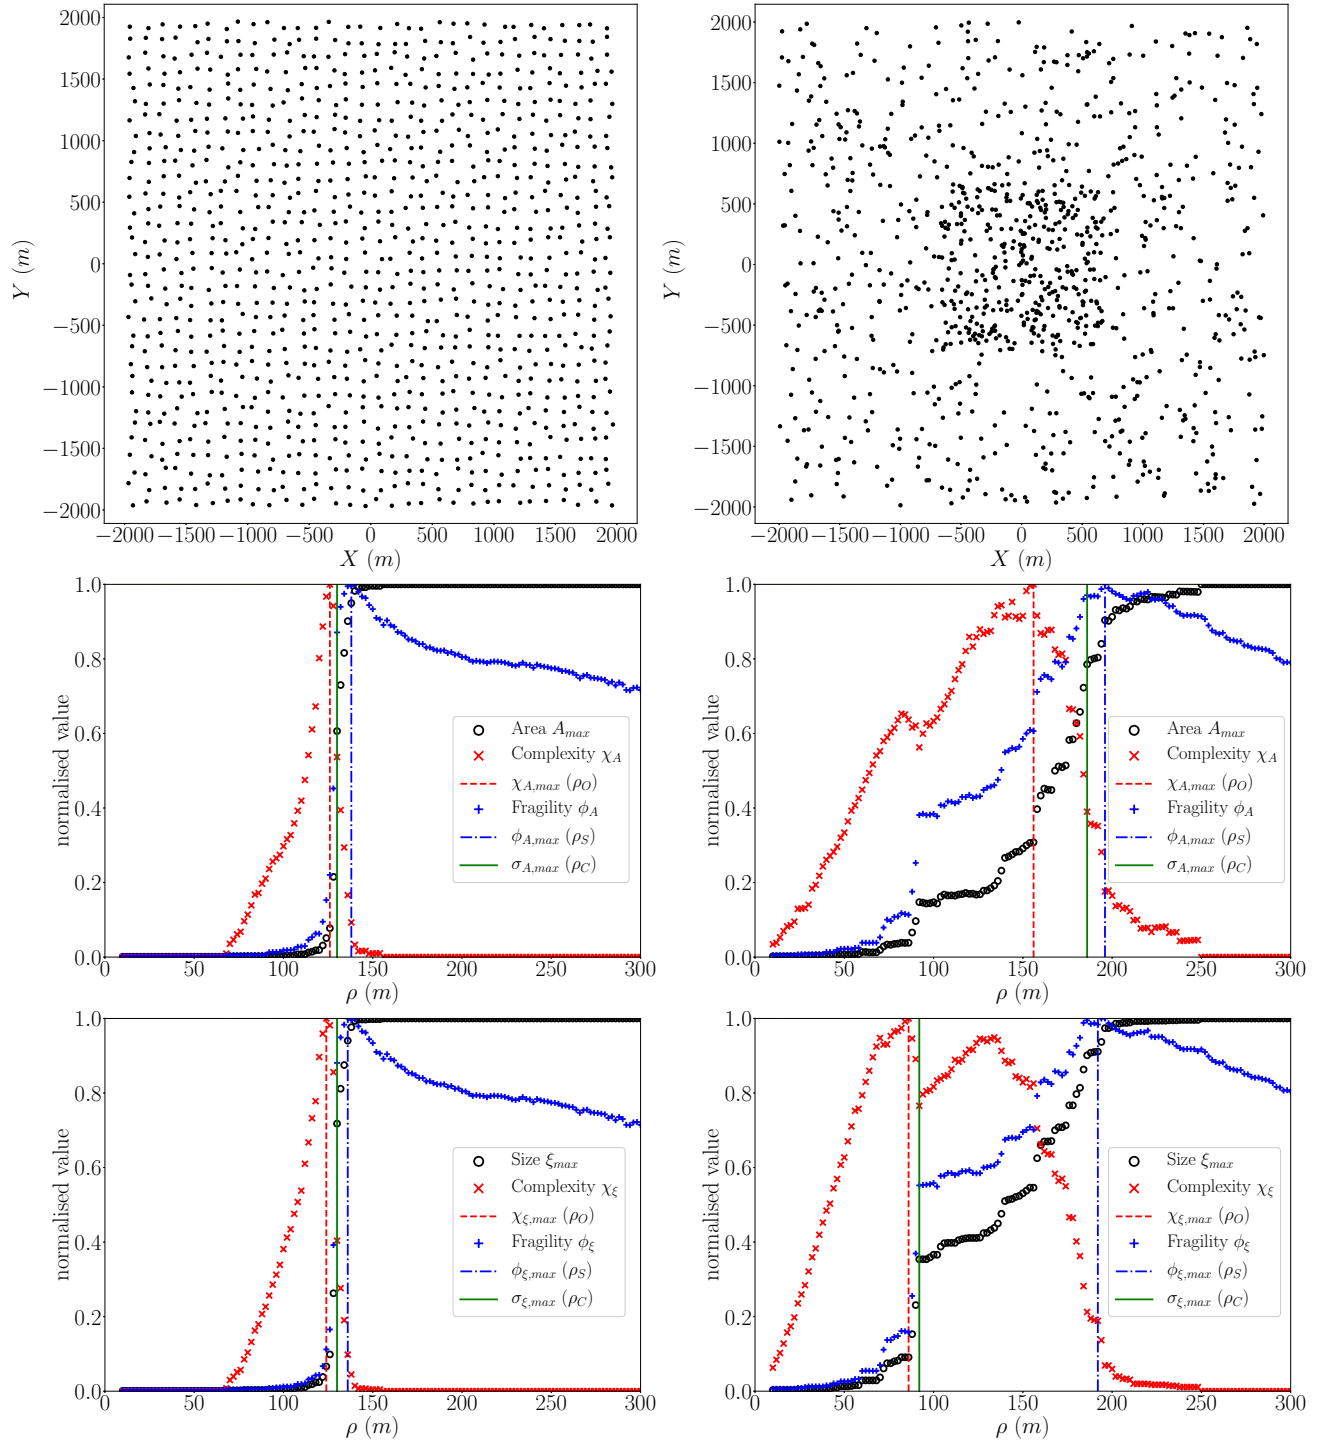 2000
1500
1000
500
0
−500
−1000
−1500
−2000
Y (m)
−2000 −1500 −1000 −500 0 500 1000 1500 2000
X (m)
2000
1500
1000
500
0
−500
−1000
−1500
−2000
Y (m)
−2000 −1500 −1000 −500 0 500 1000 1500 2000
X (m)
1.0
0.8
0.6
0.4
0.2
0.0
normalised value
Area A_max
Complexity χ_A
χ_A,max (ρ_O)
Fragility ϕ_A
ϕ_A,max (ρ_S)
σ_A,max (ρ_C)
0 50 100 150 200 250 300
ρ (m)
1.0
0.8
0.6
0.4
0.2
0.0
normalised value
Area A_max
Complexity χ_A
χ_A,max (ρ_O)
Fragility ϕ_A
ϕ_A,max (ρ_S)
σ_A,max (ρ_C)
0 50 100 150 200 250 300
ρ (m)
1.0
0.8
0.6
0.4
0.2
0.0
normalised value
Size ξ_max
Complexity χ_ξ
χ_ξ,max (ρ_O)
Fragility ϕ_ξ
ϕ_ξ,max (ρ_S)
σ_ξ,max (ρ_C)
0 50 100 150 200 250 300
ρ (m)
1.0
0.8
0.6
0.4
0.2
0.0
normalised value
Size ξ_max
Complexity χ_ξ
χ_ξ,max (ρ_O)
Fragility ϕ_ξ
ϕ_ξ,max (ρ_S)
σ_ξ,max (ρ_C)
0 50 100 150 200 250 300
ρ (m)